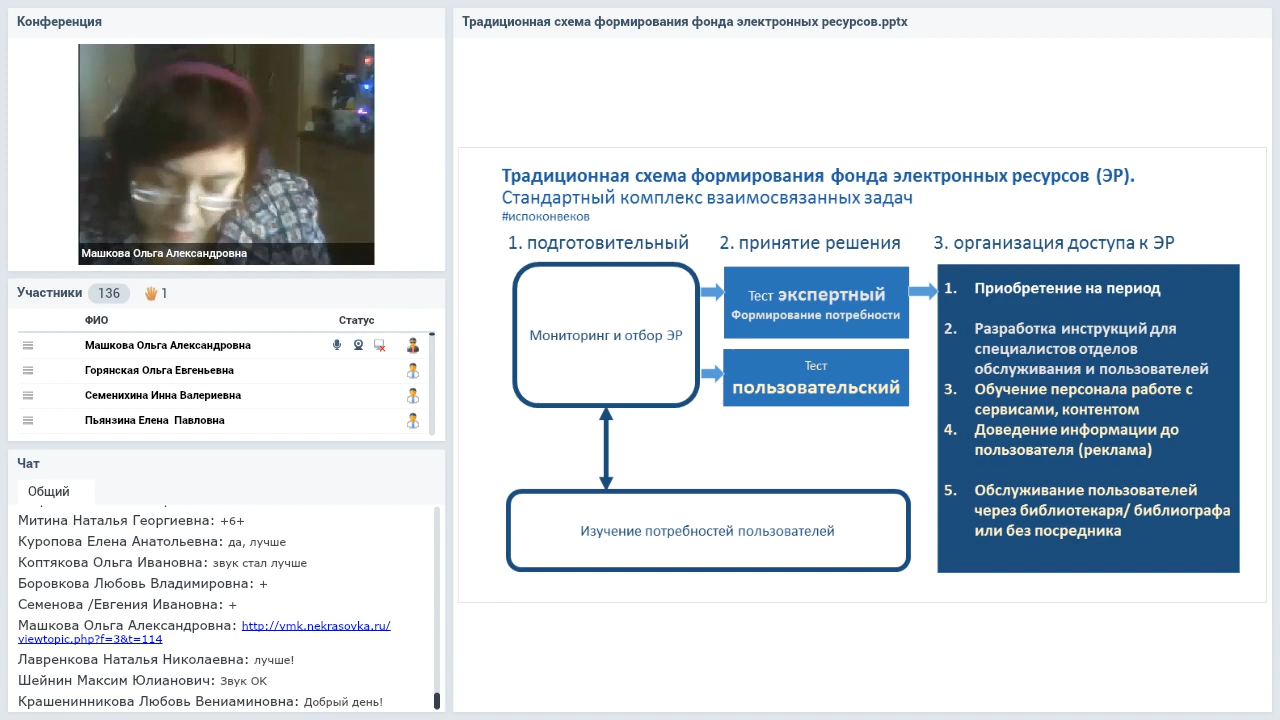 Конференция
Машкова Ольга Александровна
Участники 136 1
ФИО Статус
Машкова Ольга Александровна
Горянская Ольга Евгеньевна
Семенихина Инна Валериевна
Пьянзина Елена Павловна
Чат
Общий
Митина Наталья Георгиевна: +6+
Куропова Елена Анатольевна: да, лучше
Коптякова Ольга Ивановна: звук стал лучше
Боровкова Любовь Владимировна: +
Семенова /Евгения Ивановна: +
Машкова Ольга Александровна: http://vmk.nekrasovka.ru/
viewtopic.php?f=3&t=114
Лавренкова Наталья Николаевна: лучше!
Шейнин Максим Юлианович: Звук ОК
Крашенинникова Любовь Вениаминовна: Добрый день!
Традиционная схема формирования фонда электронных ресурсов.pptx
Традиционная схема формирования фонда электронных ресурсов (ЭР).
Стандартный комплекс взаимосвязанных задач
#испоконвеков
1. подготовительный
Мониторинг и отбор ЭР
Изучение потребностей пользователей
2. принятие решения
Тест экспертный
Формирование потребности
Тест
пользовательский
3. организация доступа к ЭР
1. Приобретение на период
2. Разработка инструкций для
специалистов отделов
обслуживания и пользователей
3. Обучение персонала работе с
сервисами, контентом
4. Доведение информации до
пользователя (реклама)
5. Обслуживание пользователей
через библиотекаря/ библиографа
или без посредника